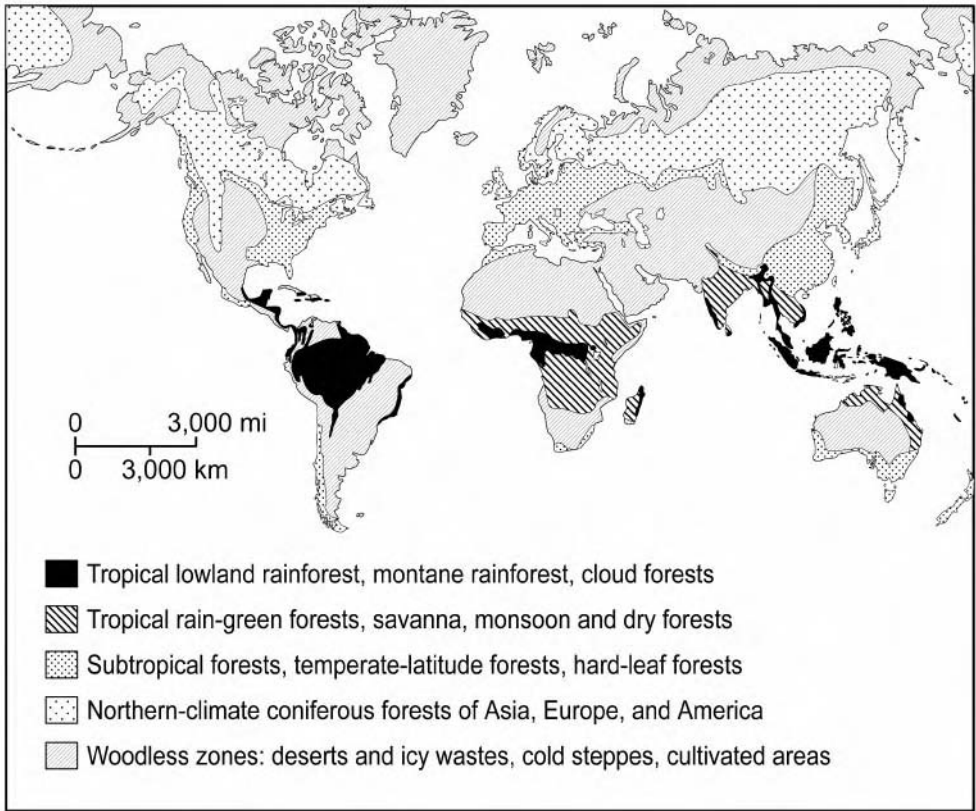 0 3,000 mi
0 3,000 km
Tropical lowland rainforest, montane rainforest, cloud forests
Tropical rain-green forests, savanna, monsoon and dry forests
Subtropical forests, temperate-latitude forests, hard-leaf forests
Northern-climate coniferous forests of Asia, Europe, and America
Woodless zones: deserts and icy wastes, cold steppes, cultivated areas